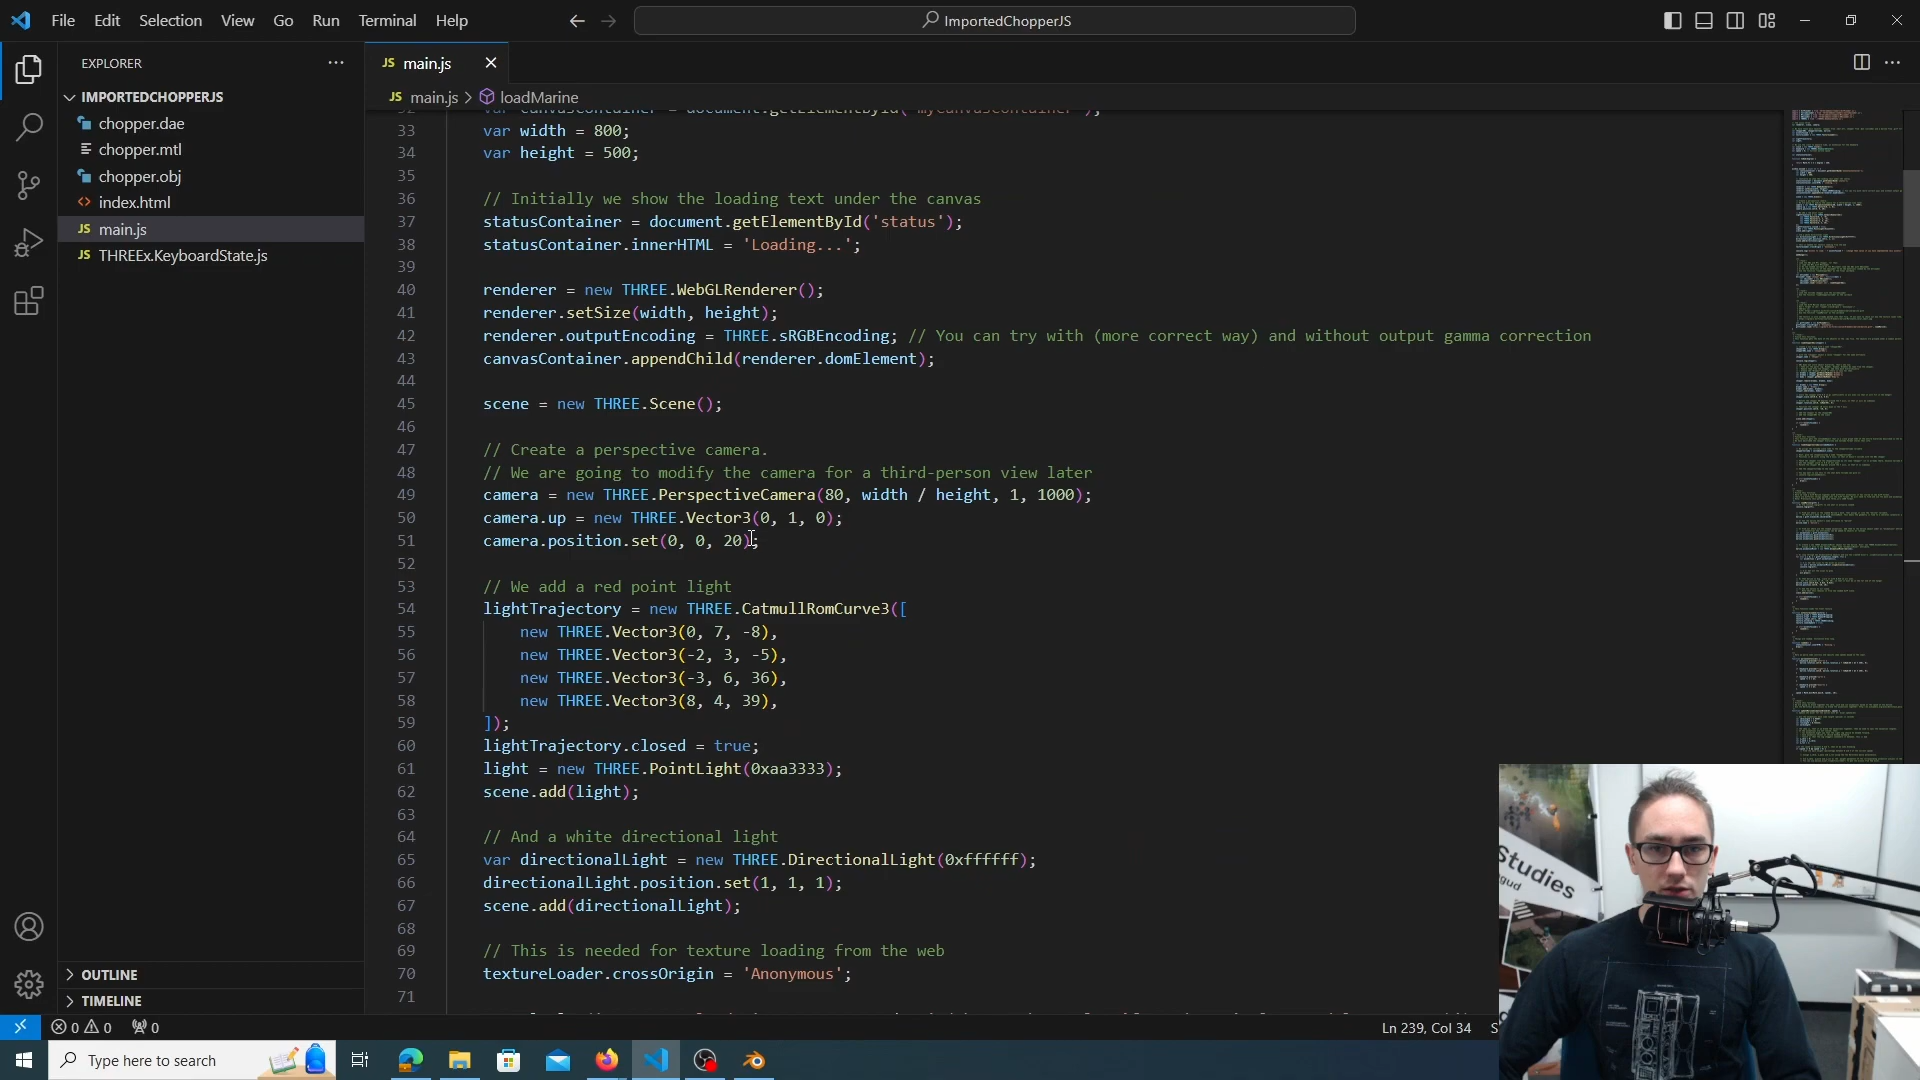 File Edit Selection View Go Run Terminal Help
ImportedChopperJS
EXPLORER
IMPORTEDCHOPPERJS
chopper.dae
chopper.mtl
chopper.obj
index.html
JS main.js
JS THREEx.KeyboardState.js
OUTLINE
TIMELINE
JS main.js
JS main.js > loadMarine
32 var canvasContainer = document.getElementById('myCanvasContainer');
33 var width = 800;
34 var height = 500;
35
36 // Initially we show the loading text under the canvas
37 statusContainer = document.getElementById('status');
38 statusContainer.innerHTML = 'Loading...';
39
40 renderer = new THREE.WebGLRenderer();
41 renderer.setSize(width, height);
42 renderer.outputEncoding = THREE.sRGBEncoding; // You can try with (more correct way) and without output gamma correction
43 canvasContainer.appendChild(renderer.domElement);
44
45 scene = new THREE.Scene();
46
47 // Create a perspective camera.
48 // We are going to modify the camera for a third-person view later
49 camera = new THREE.PerspectiveCamera(80, width / height, 1, 1000);
50 camera.up = new THREE.Vector3(0, 1, 0);
51 camera.position.set(0, 0, 20);
52
53 // We add a red point light
54 lightTrajectory = new THREE.CatmullRomCurve3([
55 new THREE.Vector3(0, 7, -8),
56 new THREE.Vector3(-2, 3, -5),
57 new THREE.Vector3(-3, 6, 36),
58 new THREE.Vector3(8, 4, 39),
59 ]);
60 lightTrajectory.closed = true;
61 light = new THREE.PointLight(0xaa3333);
62 scene.add(light);
63
64 // And a white directional light
65 var directionalLight = new THREE.DirectionalLight(0xffffff);
66 directionalLight.position.set(1, 1, 1);
67 scene.add(directionalLight);
68
69 // This is needed for texture loading from the web
70 textureLoader.crossOrigin = 'Anonymous';
71
Studies
gud
0 0 0
Ln 239, Col 34 S
Type here to search